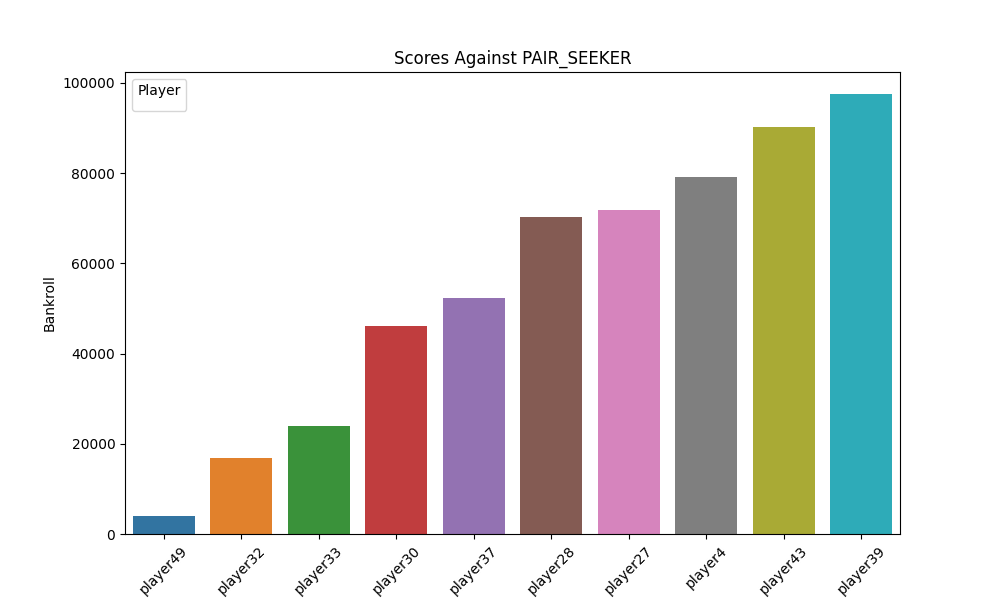 Scores Against PAIR_SEEKER
Player
Bankroll
100000
80000
60000
40000
20000
0
player49
player32
player33
player30
player37
player28
player27
player4
player43
player39